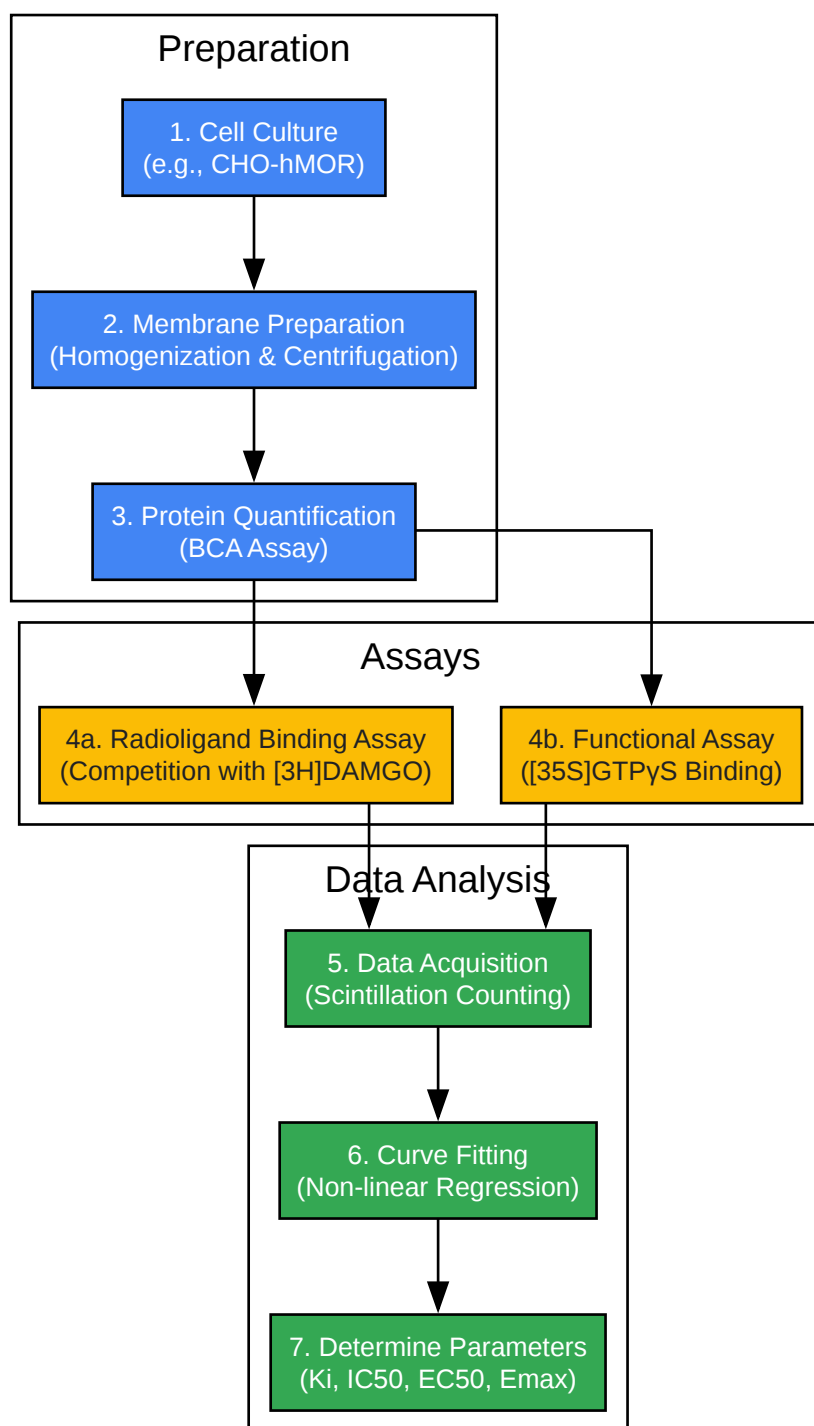 Preparation
1. Cell Culture
(e.g., CHO-hMOR)
2. Membrane Preparation
(Homogenization & Centrifugation)
3. Protein Quantification
(BCA Assay)
Assays
4a. Radioligand Binding Assay
(Competition with [3H]DAMGO)
4b. Functional Assay
([35S]GTPγS Binding)
Data Analysis
5. Data Acquisition
(Scintillation Counting)
6. Curve Fitting
(Non-linear Regression)
7. Determine Parameters
(Ki, IC50, EC50, Emax)